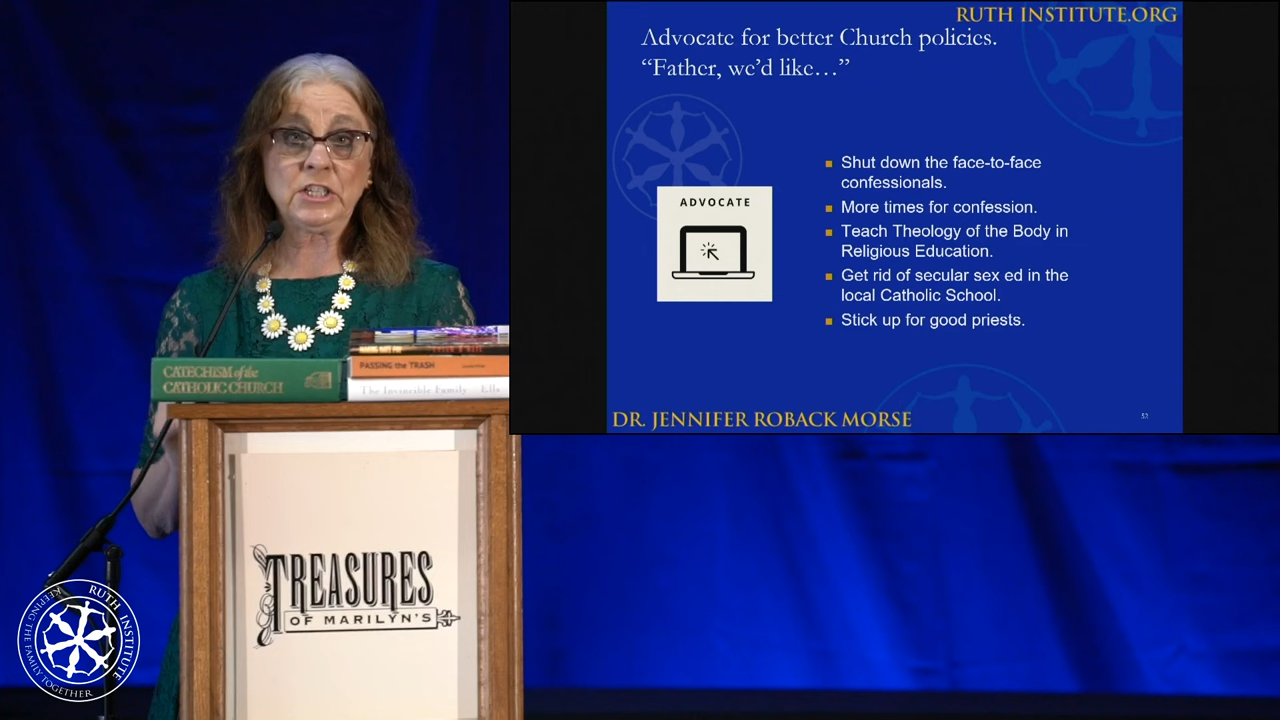 RUTH INSTITUTE.ORG
Advocate for better Church policies.
“Father, we’d like…”
ADVOCATE
Shut down the face-to-face
confessionals.
More times for confession.
Teach Theology of the Body in
Religious Education.
Get rid of secular sex ed in the
local Catholic School.
Stick up for good priests.
DR. JENNIFER ROBACK MORSE
CATECHISM of the
CATHOLIC CHURCH
PASSING the TRASH
The Invincible Family
TREASURES
OF MARILYN'S
RUTH INSTITUTE
KEEPING THE FAMILY TOGETHER